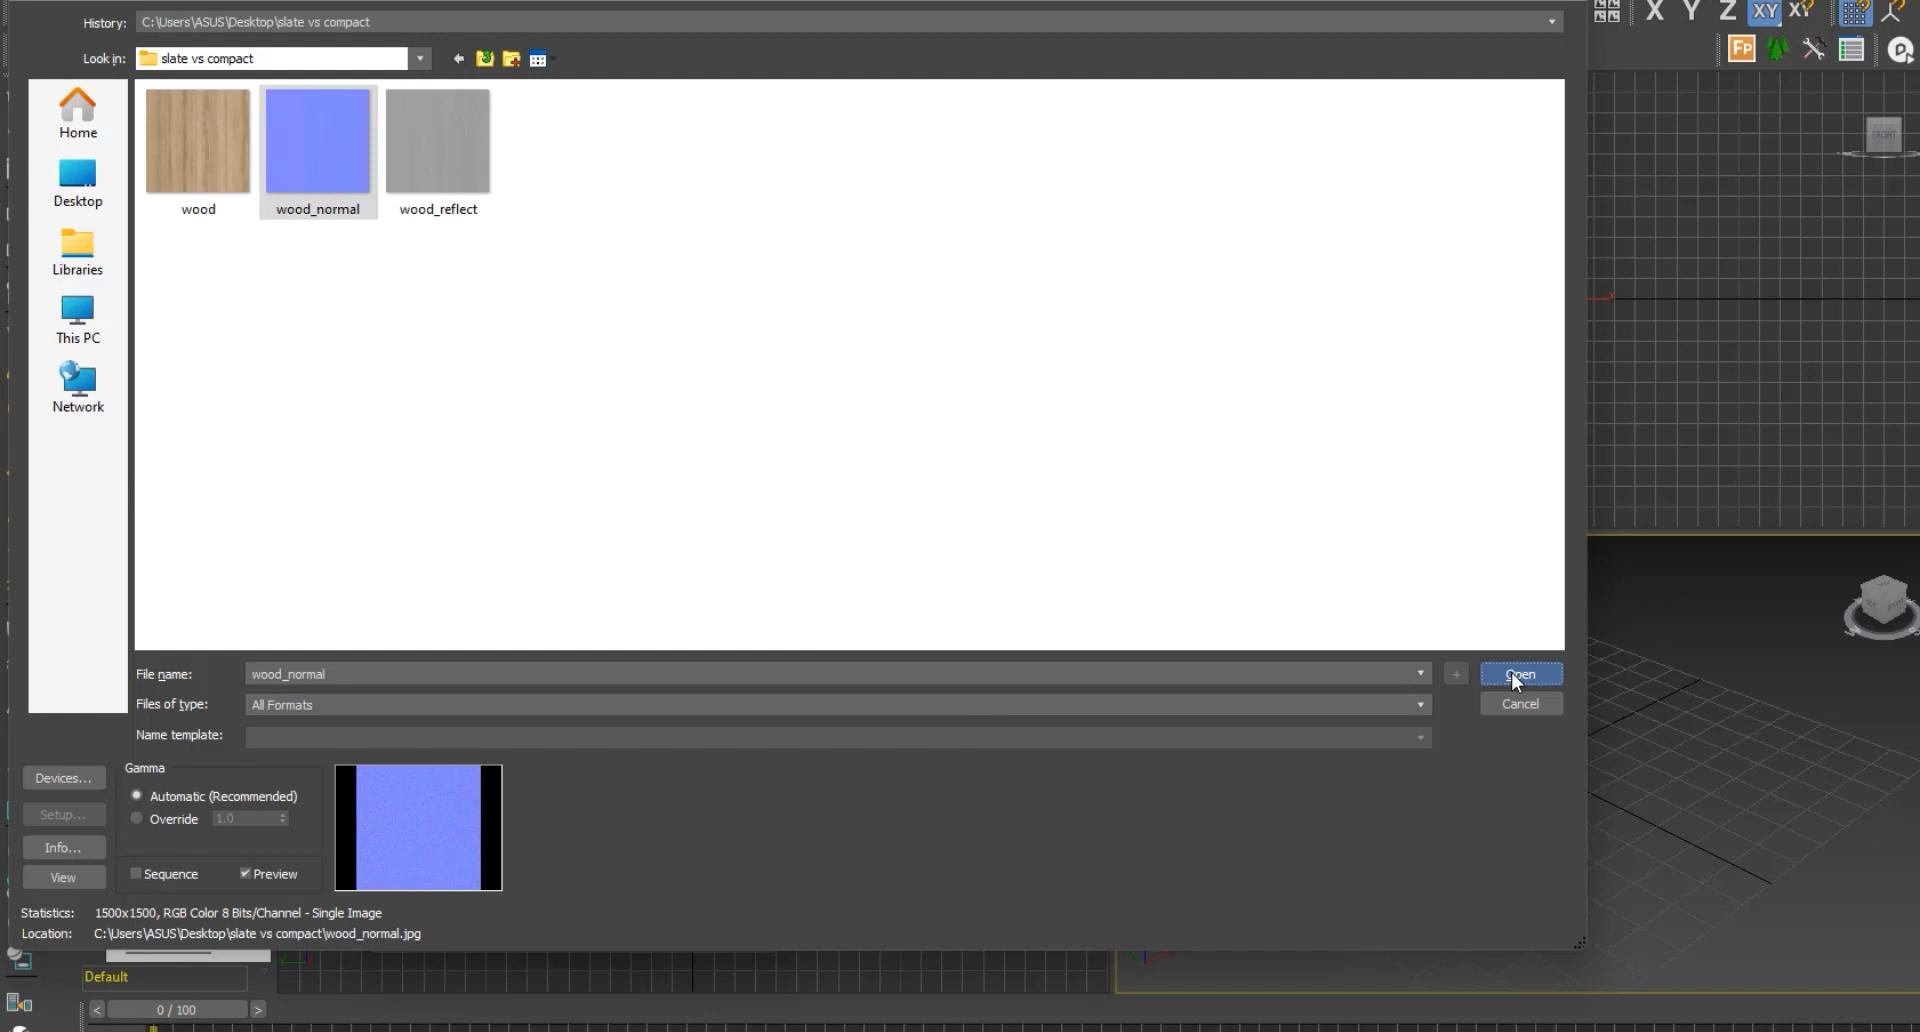 History: C:\Users\ASUS\Desktop\slate vs compact
X Y Z XY XY
Look in: slate vs compact
FP
Home
Desktop
Libraries
This PC
Network
wood wood_normal wood_reflect
FRONT
File name: wood_normal + Open
Files of type: All Formats Cancel
Name template:
Devices... Gamma
Automatic (Recommended)
Setup... Override 1.0
Info...
View Sequence Preview
Statistics: 1500x1500, RGB Color 8 Bits/Channel - Single Image
Location: C:\Users\ASUS\Desktop\slate vs compact\wood_normal.jpg
Default
< 0 / 100 >